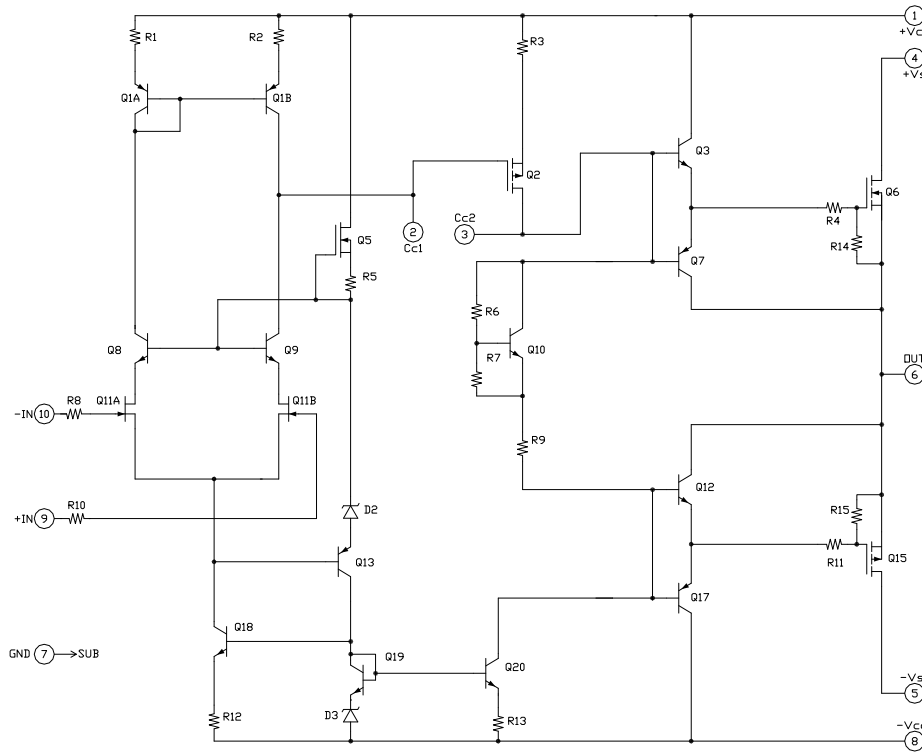 R1
R2
R3
1
+Vc
4
+Vs
Q1A
Q1B
Q3
Q2
Q6
R4
Cc2
3
2
Cc1
Q5
R14
Q7
R5
R6
Q10
R7
Q8
Q9
OUT
6
Q11A
Q11B
R8
-IN
10
R9
Q12
R10
+IN
9
D2
R15
R11
Q15
Q13
Q17
Q18
GND
7
SUB
Q19
Q20
-Vs
5
D3
R12
R13
-Vcc
8